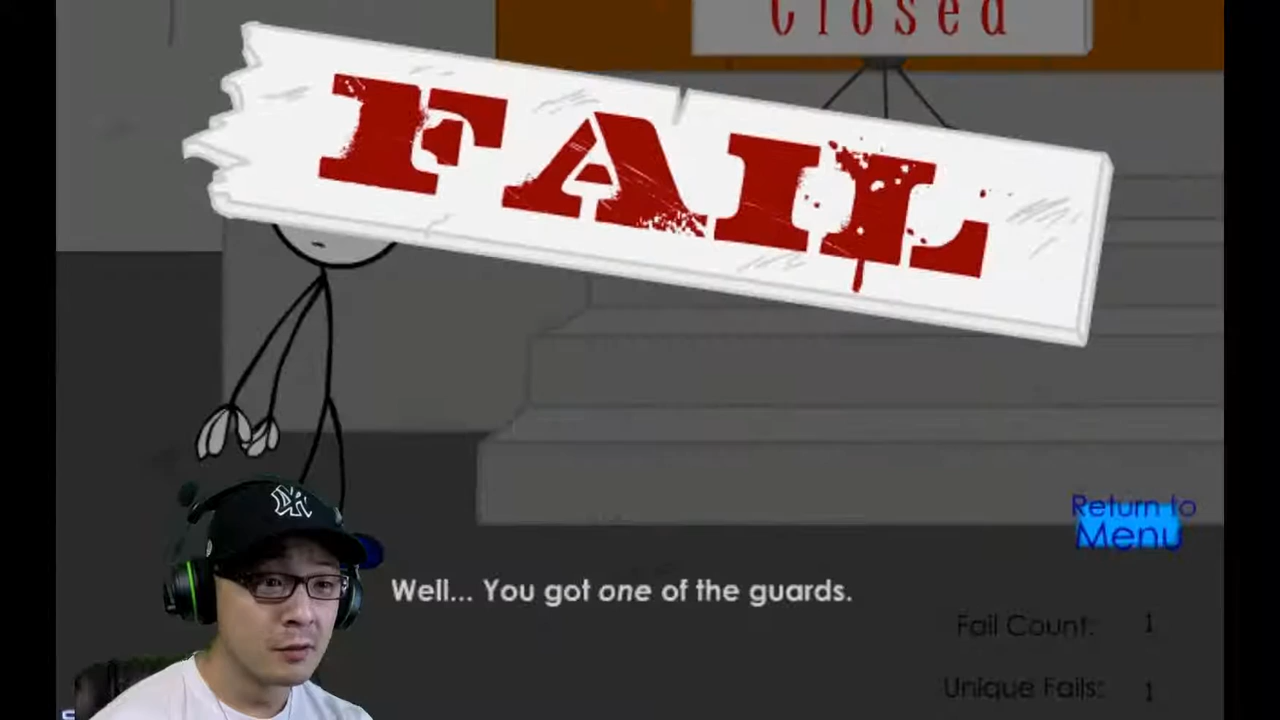 Closed
FAIL
Return to
Menu
Well... You got one of the guards.
Fail Count: 1
Unique Fails: 1